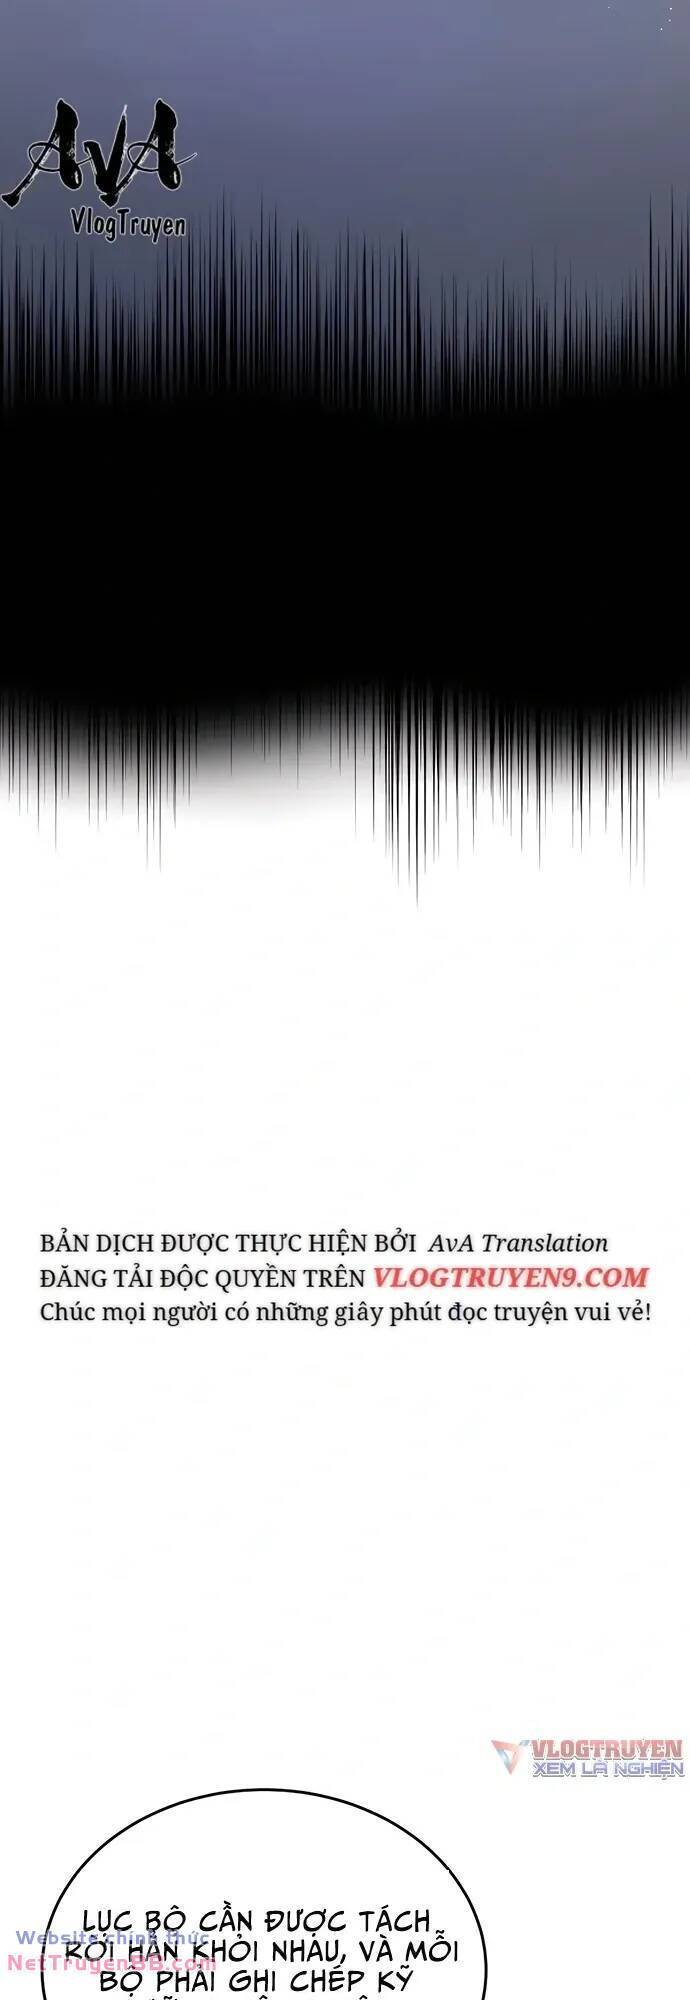 AVA
VlogTruyen
BẢN DỊCH ĐƯỢC THỰC HIỆN BỞI AvA Translation
ĐĂNG TẢI ĐỘC QUYỀN TRÊN VLOGTRUYEN9.COM
Chúc mọi người có những giây phút đọc truyện vui vẻ!
VLOGTRUYEN
XEM LÀ NGHIỆN
LỤC BỘ CẦN ĐƯỢC TÁCH
Website chính thức
RỜI HẲN KHỎI NHAU, VÀ MỖI
NetTrugenBB.com
BỘ PHẢI GHI CHÉP KỸ